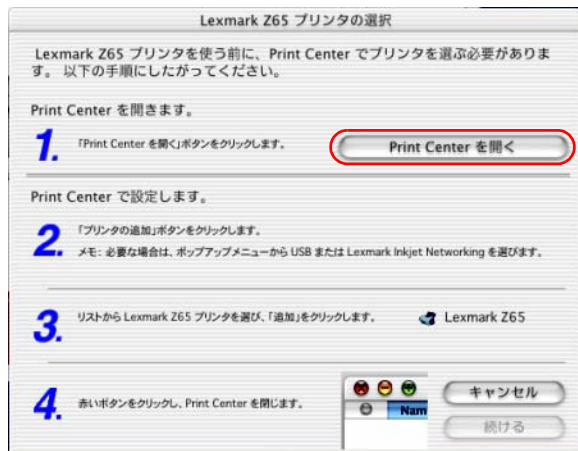 Lexmark Z65 プリンタの選択
Lexmark Z65 プリンタを使う前に、Print Center でプリンタを選ぶ必要がありま
す。 以下の手順にしたがってください。
Print Center を開きます。
1. 「Print Center を開く」ボタンをクリックします。 Print Center を開く
Print Center で設定します。
2. 「プリンタの追加」ボタンをクリックします。
メモ: 必要な場合は、ポップアップメニューから USB または Lexmark Inkjet Networking を選びます。
3. リストから Lexmark Z65 プリンタを選び、「追加」をクリックします。 Lexmark Z65
4. 赤いボタンをクリックし、Print Center を閉じます。
Nam
キャンセル
続ける